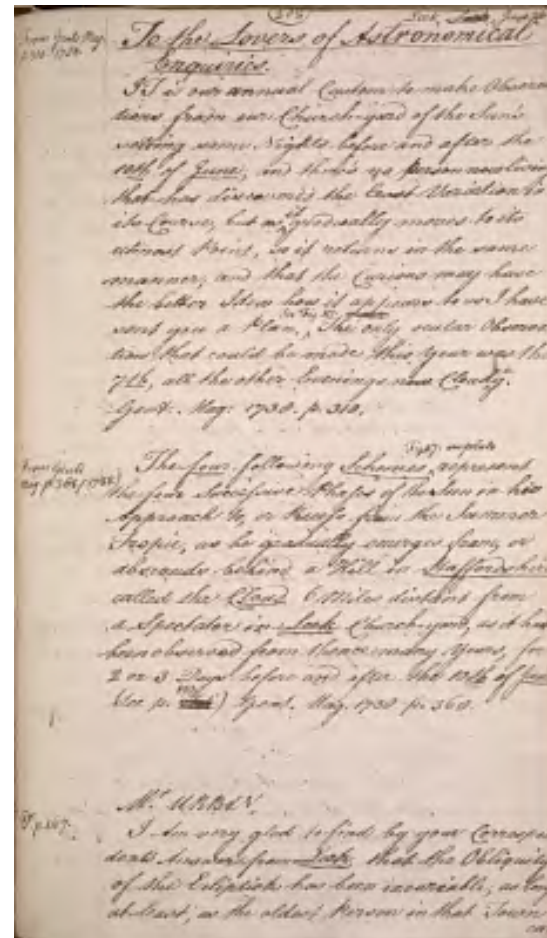 To the Lovers of Astronomical
Enquiries.
IT is our annual Custom to make Observa
tions from our Church-yard of the Sun's
setting some Nights before and after the
10th of June, and there's no person now living
that has discovered the least Variation in
its Course, but as it gradually moves to its
utmost Point, so it returns in the same
manner, and that the Curious may have
the better Idea how it appears to us I have
sent you a Plan. The only ocular Observa
tion that could be made this Year was the
7th, all the other Evenings Cloudy.
Gent. Mag. 1738. p.
From Gents
The four following Schemes represent
the four Successive Phases of the Sun in his
Approach to, or Recess from the Summer
Tropic, as he gradually emerges from, or
descends behind a Hill in Staffordshire
called the Cloud 6 Miles distant from
a Spectator in Leek Church-yard, as it has
been observed from thence many Years, for
2 or 3 Days before and after the 10th of June
Gent. Mag. 1738 p. 368.
Mr. URBAN.
I Am very glad to find by your Correspon
dents Answer from Leek that the Obliquity
of the Ecliptick has been invariable, as long
at least, as the oldest Person in that Town